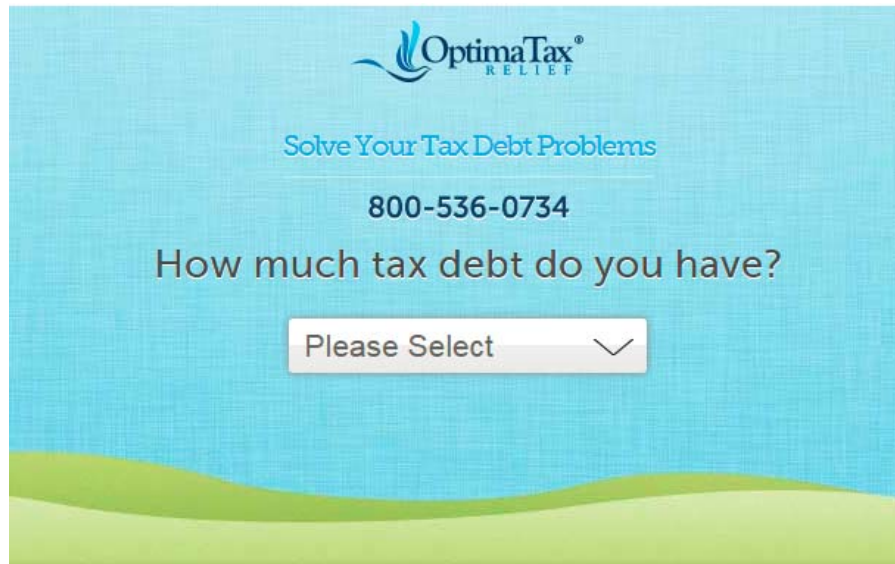 OptimaTax®
RELIEF
Solve Your Tax Debt Problems
800-536-0734
How much tax debt do you have?
Please Select